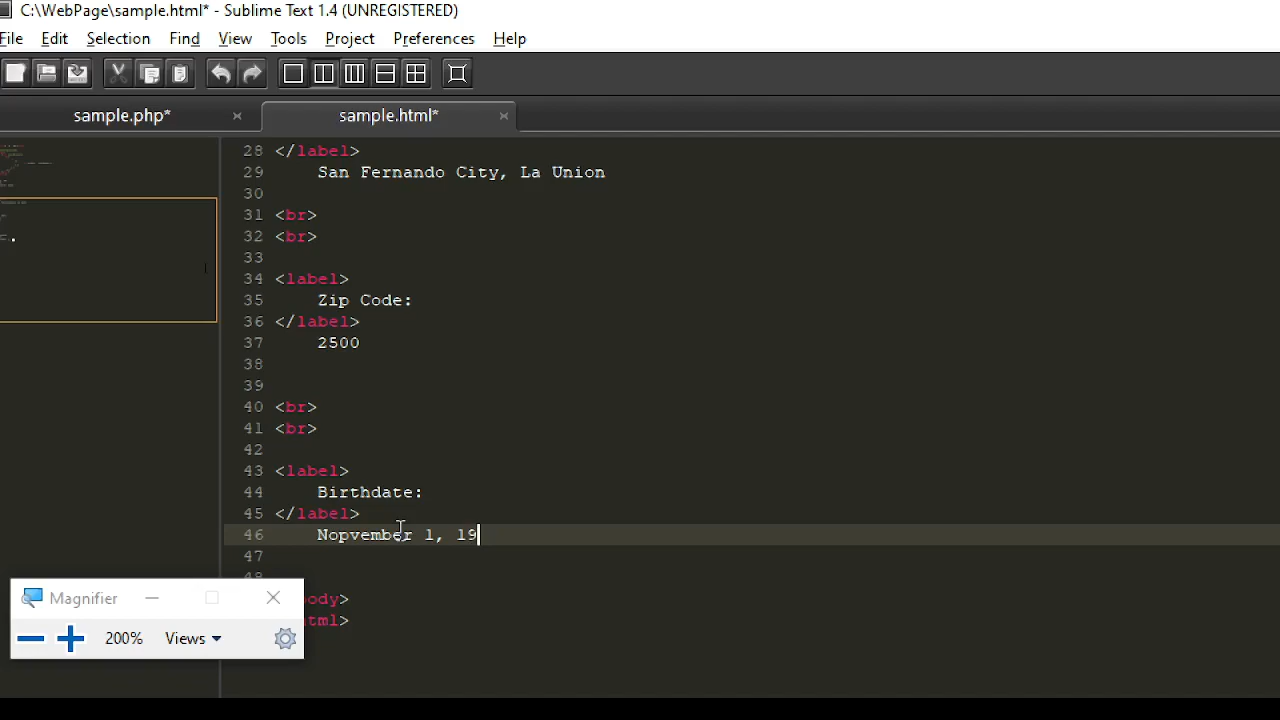 C:\WebPage\sample.html* - Sublime Text 1.4 (UNREGISTERED)
File Edit Selection Find View Tools Project Preferences Help
sample.php* × sample.html* ×
28 </label>
29 San Fernando City, La Union
30
31 <br>
32 <br>
33
34 <label>
35 Zip Code:
36 </label>
37 2500
38
39
40 <br>
41 <br>
42
43 <label>
44 Birthdate:
45 </label>
46 Nopvember 1, 19
47
48
ody>
tml>
Magnifier
200% Views